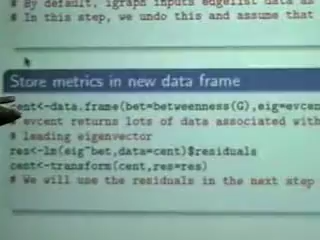 # By default, igraph inputs edgelist data as
# In this step, we undo this and assume that
Store metrics in new data frame
cent<-data.frame(bet=betweenness(G),eig=evcen
evcent returns lots of data associated with
# leading eigenvector
res<-lm(eig~bet,data=cent)$residuals
cent<-transform(cent,res=res)
# We will use the residuals in the next step